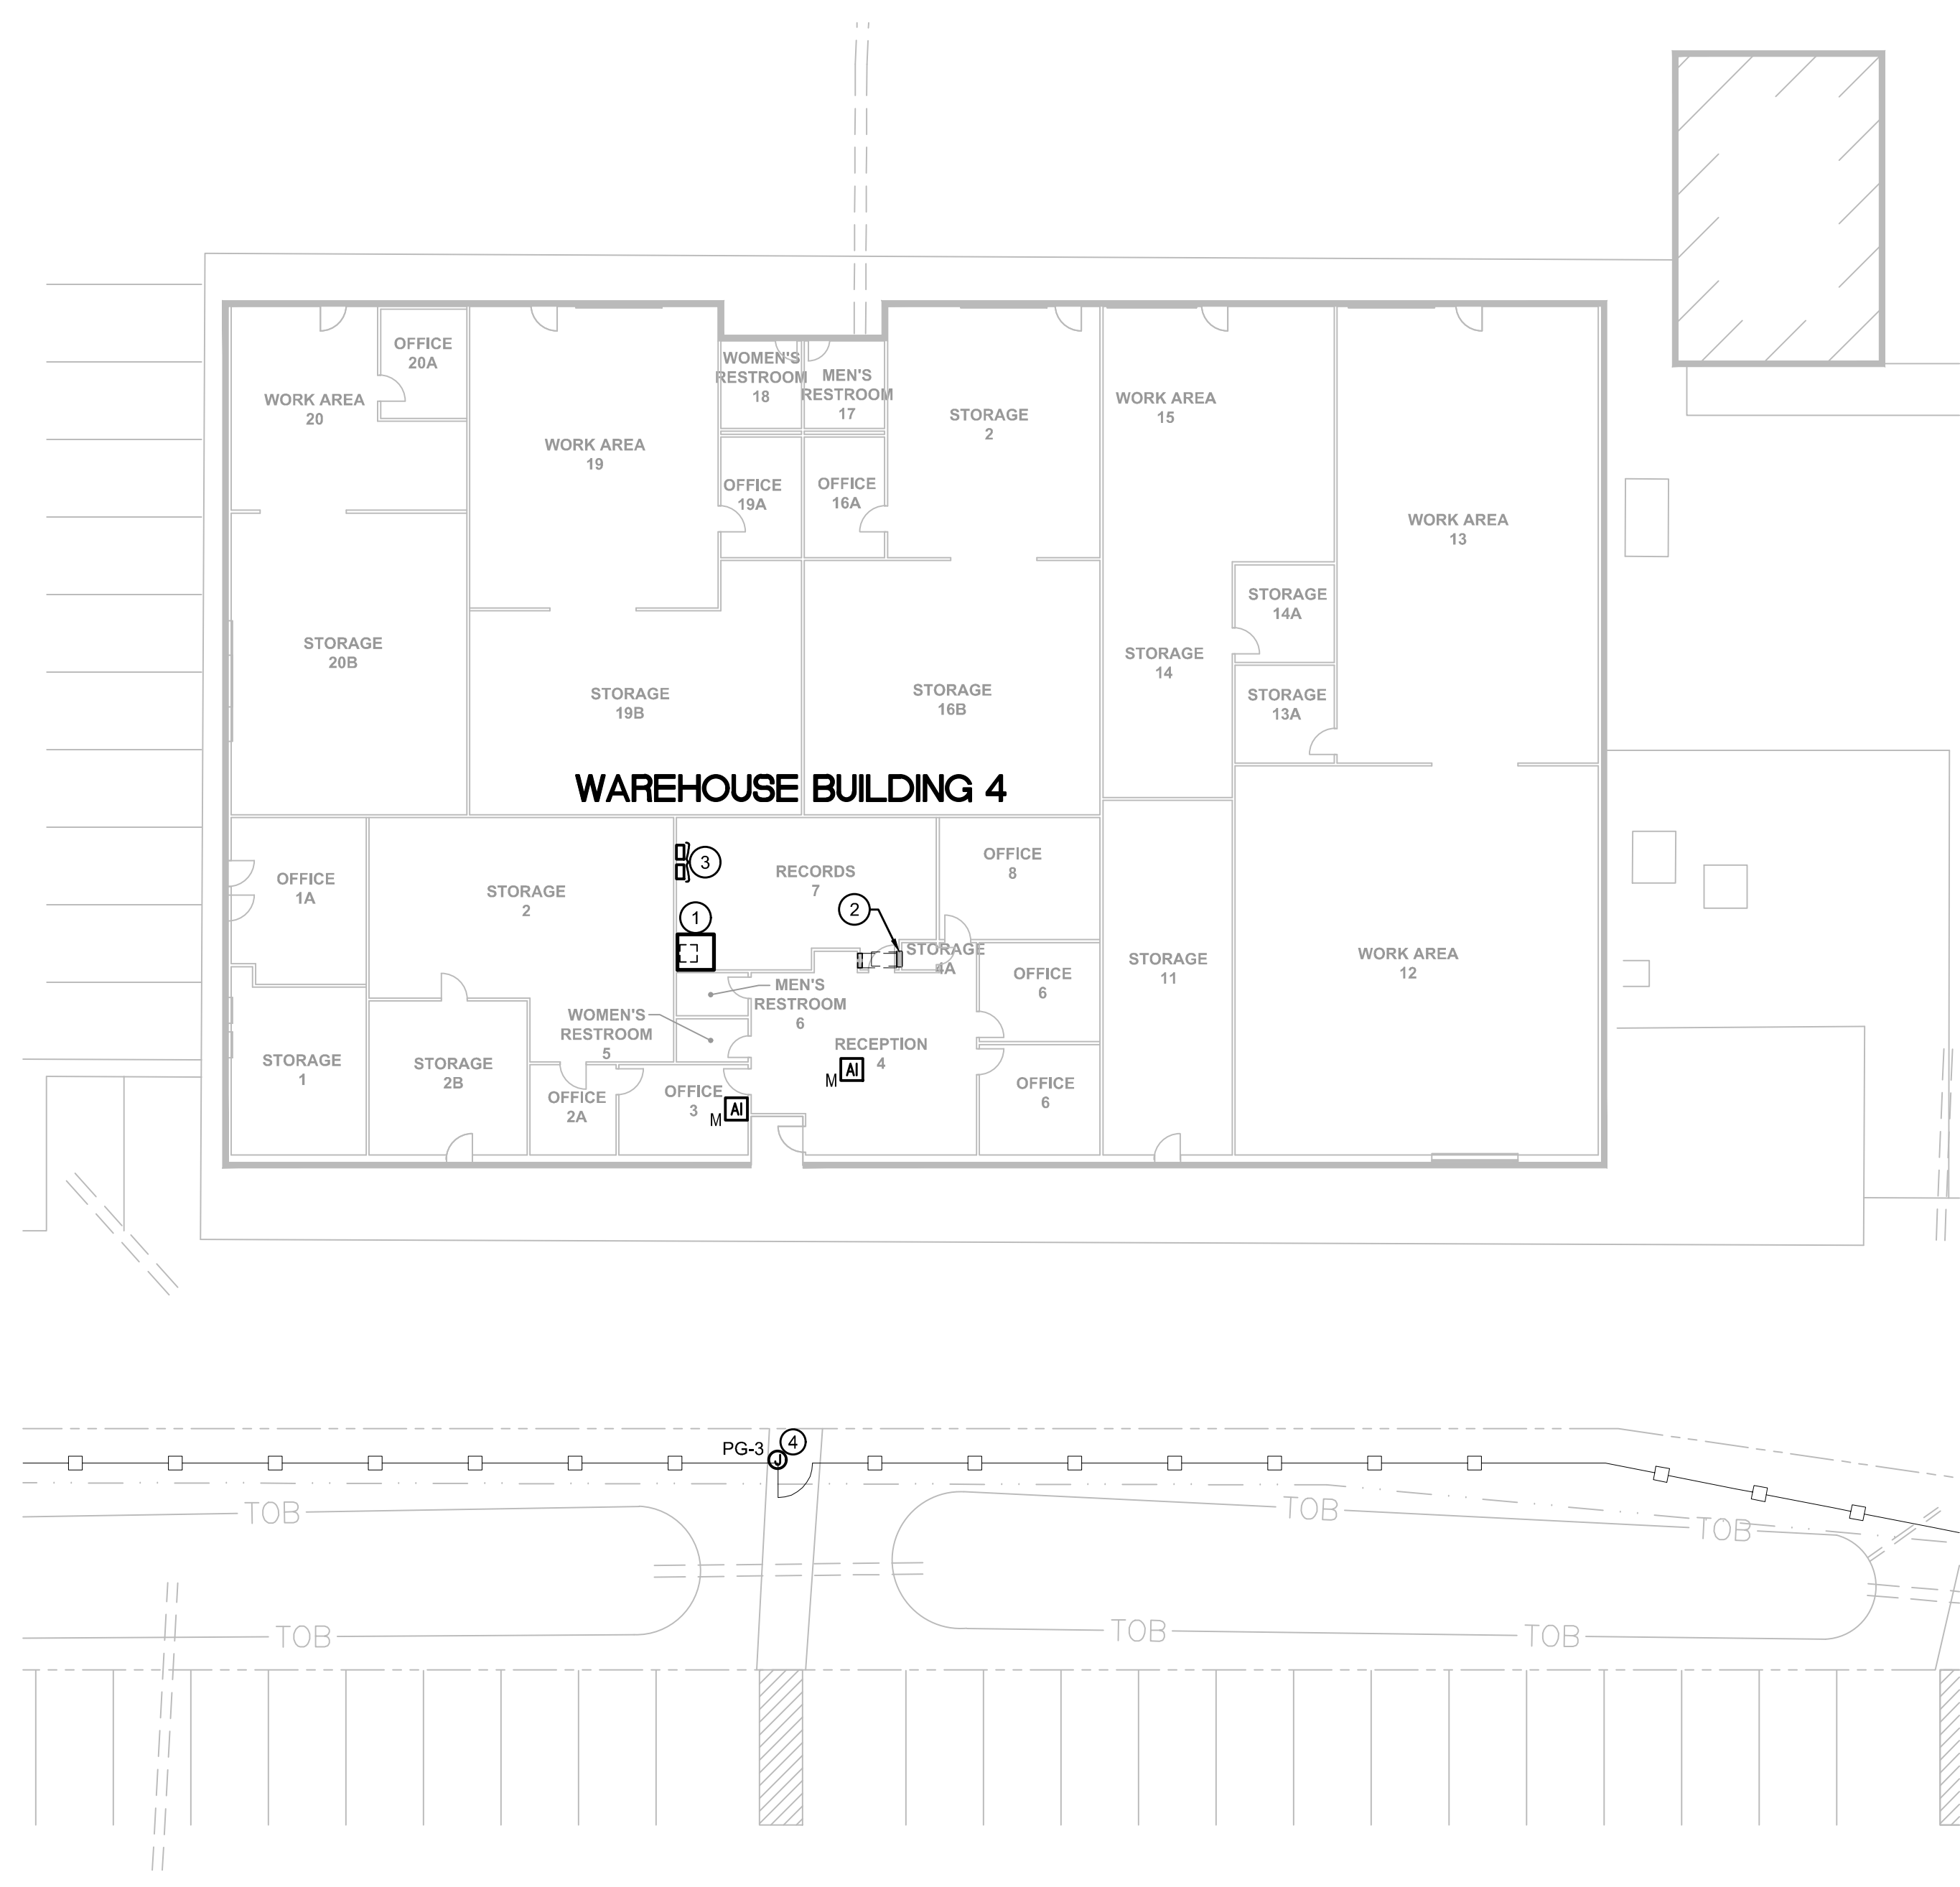 OFFICE
20A
WORK AREA
20
WORK AREA
19
WOMEN'S
RESTROOM
18
MEN'S
RESTROOM
17
STORAGE
2
WORK AREA
15
OFFICE
19A
OFFICE
16A
WORK AREA
13
STORAGE
14A
STORAGE
20B
STORAGE
19B
STORAGE
16B
STORAGE
14
STORAGE
13A
WAREHOUSE BUILDING 4
OFFICE
1A
STORAGE
2
3
RECORDS
7
OFFICE
8
1
2
STORAGE
4A
OFFICE
6
STORAGE
11
WORK AREA
12
MEN'S
RESTROOM
6
WOMEN'S
RESTROOM
5
RECEPTION
4
AI
M
STORAGE
1
STORAGE
2B
OFFICE
2A
OFFICE
3
AI
M
OFFICE
6
PG-3
4
J
TOB
TOB
TOB
TOB
TOB
TOB